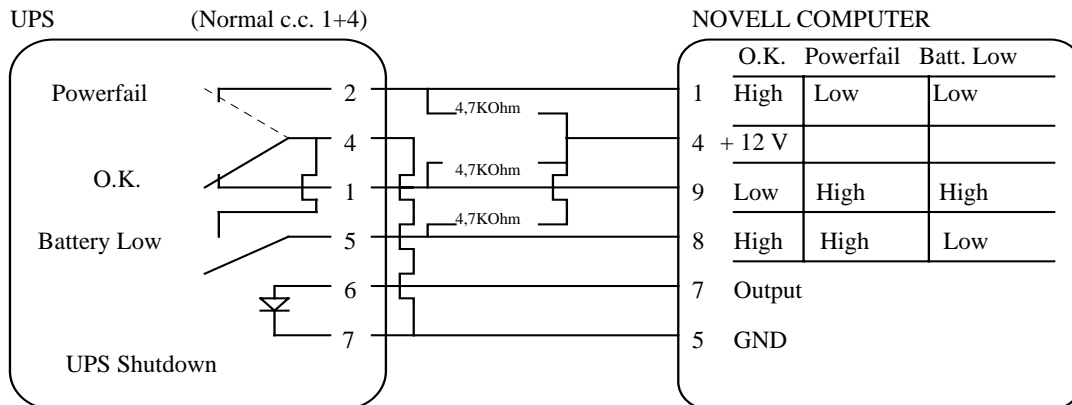 UPS (Normal c.c. 1+4) NOVELL COMPUTER
O.K. Powerfail Batt. Low
Powerfail 2 1 High Low Low
4,7KOhm
4 4 + 12 V
O.K. 4,7KOhm
1 9 Low High High
4,7KOhm
Battery Low 5 8 High High Low
6 7 Output
7 5 GND
UPS Shutdown